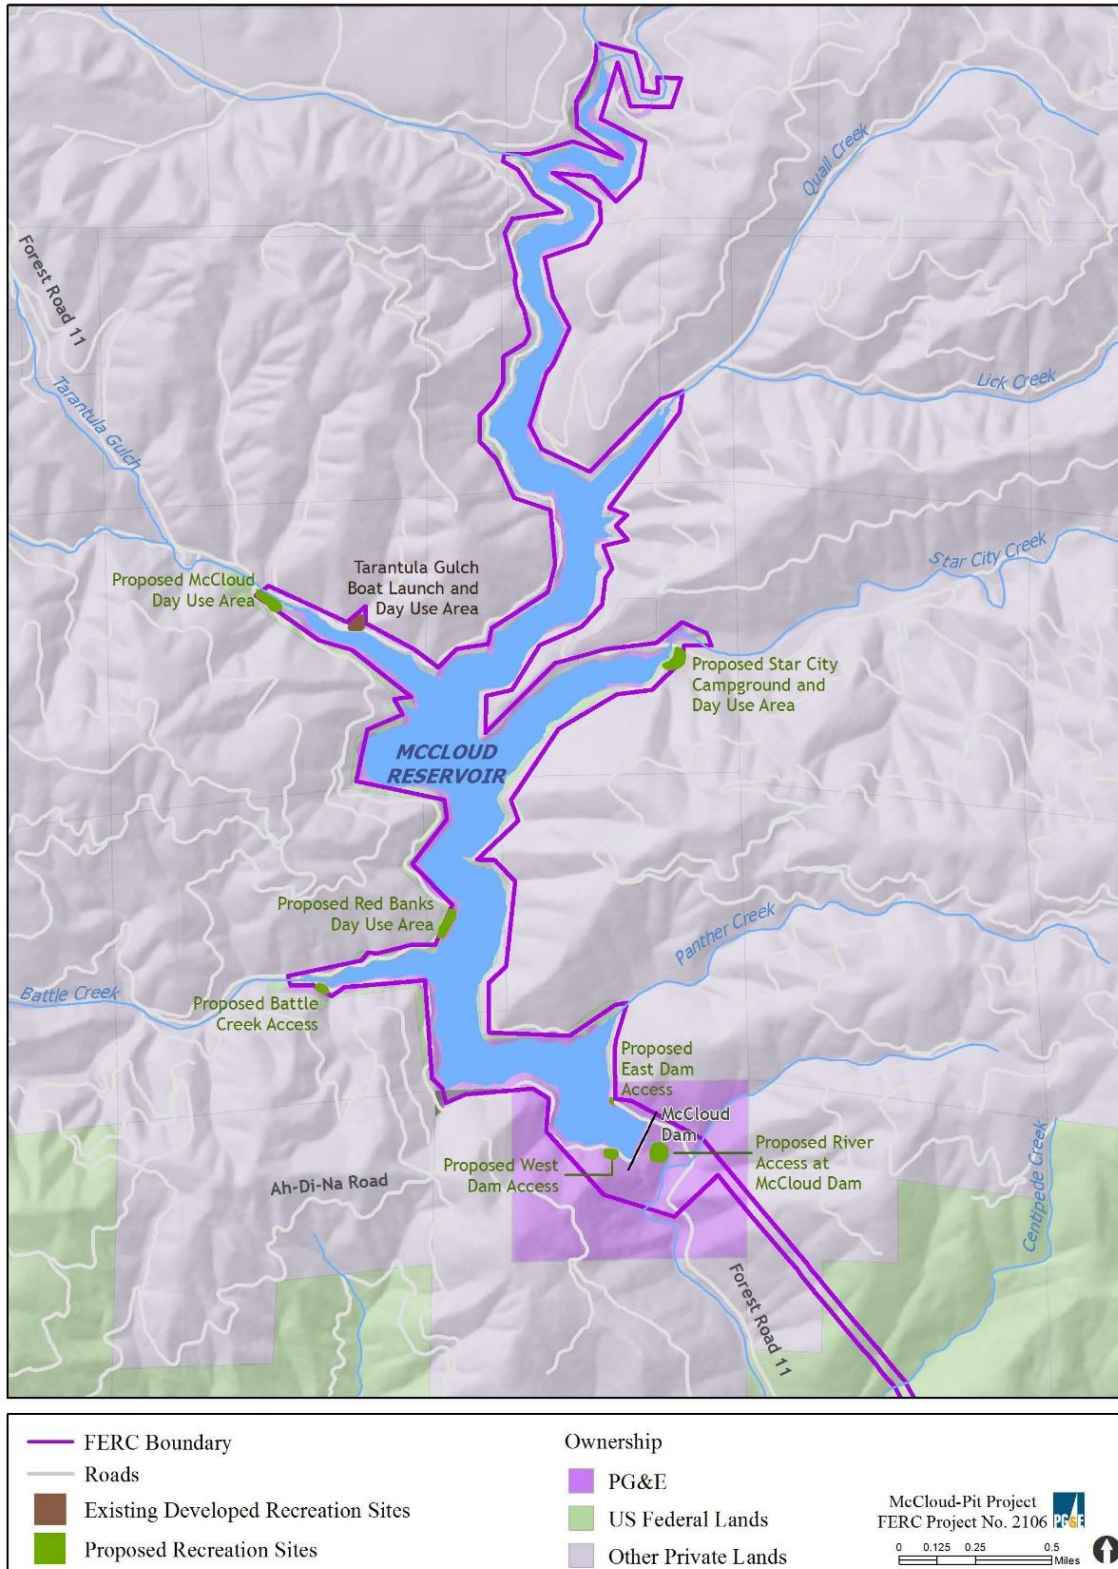 Quail Creek
Forest Road 11
Lick Creek
Tarantula Gulch
Star City Creek
Proposed McCloud
Day Use Area
Tarantula Gulch
Boat Launch and
Day Use Area
Proposed Star City
Campground and
Day Use Area
MCCLOUD
RESERVOIR
Proposed Red Banks
Day Use Area
Panther Creek
Battle Creek
Proposed Battle
Creek Access
Proposed
East Dam
Access
McCloud
Dam
Proposed River
Access at
McCloud Dam
Proposed West
Dam Access
Ah-Di-Na Road
Centipede Creek
Forest Road 11
FERC Boundary
Roads
Existing Developed Recreation Sites
Proposed Recreation Sites
Ownership
PG&E
US Federal Lands
Other Private Lands
McCloud-Pit Project
FERC Project No. 2106
PG&E
0 0.125 0.25 0.5
Miles